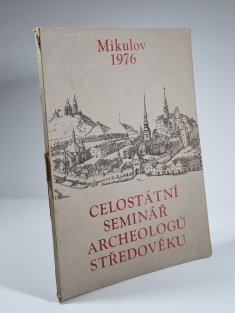 Mikulov
1976
CELOSTÁTNÍ
SEMINÁŘ
ARCHEOLOGŮ
STŘEDOVĚKU